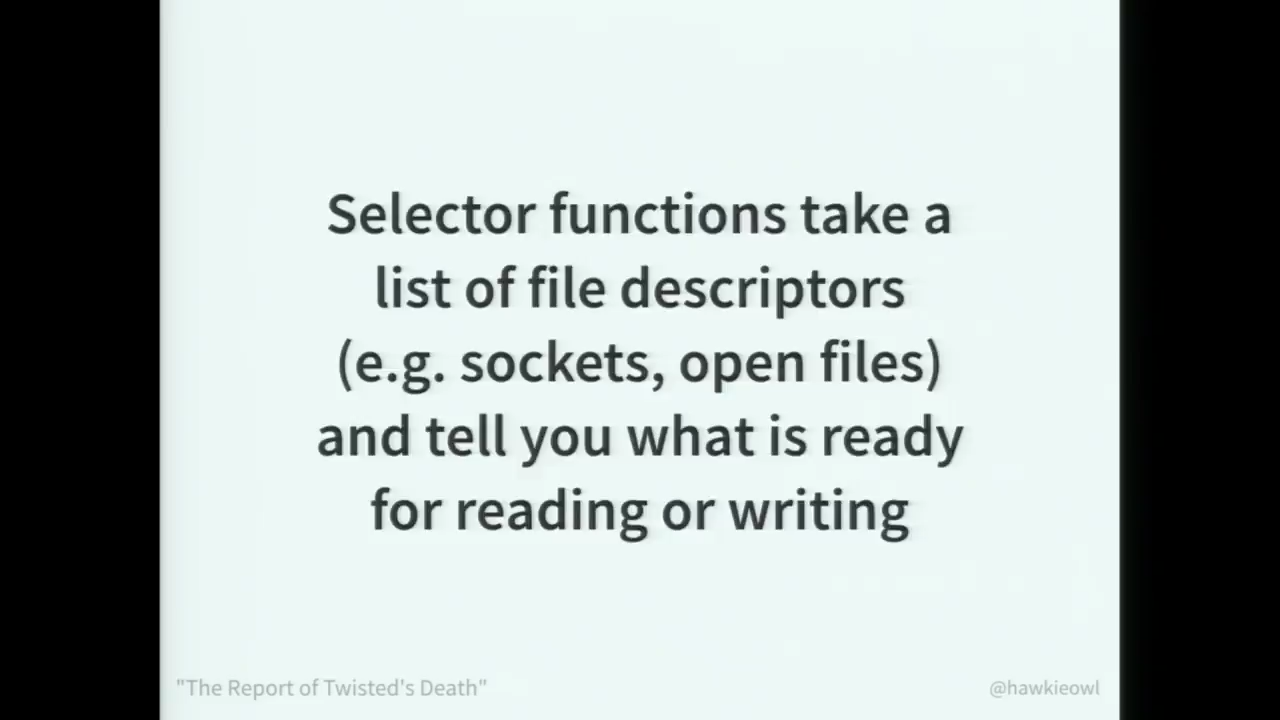 Selector functions take a
list of file descriptors
(e.g. sockets, open files)
and tell you what is ready
for reading or writing
"The Report of Twisted's Death"
@hawkieowl